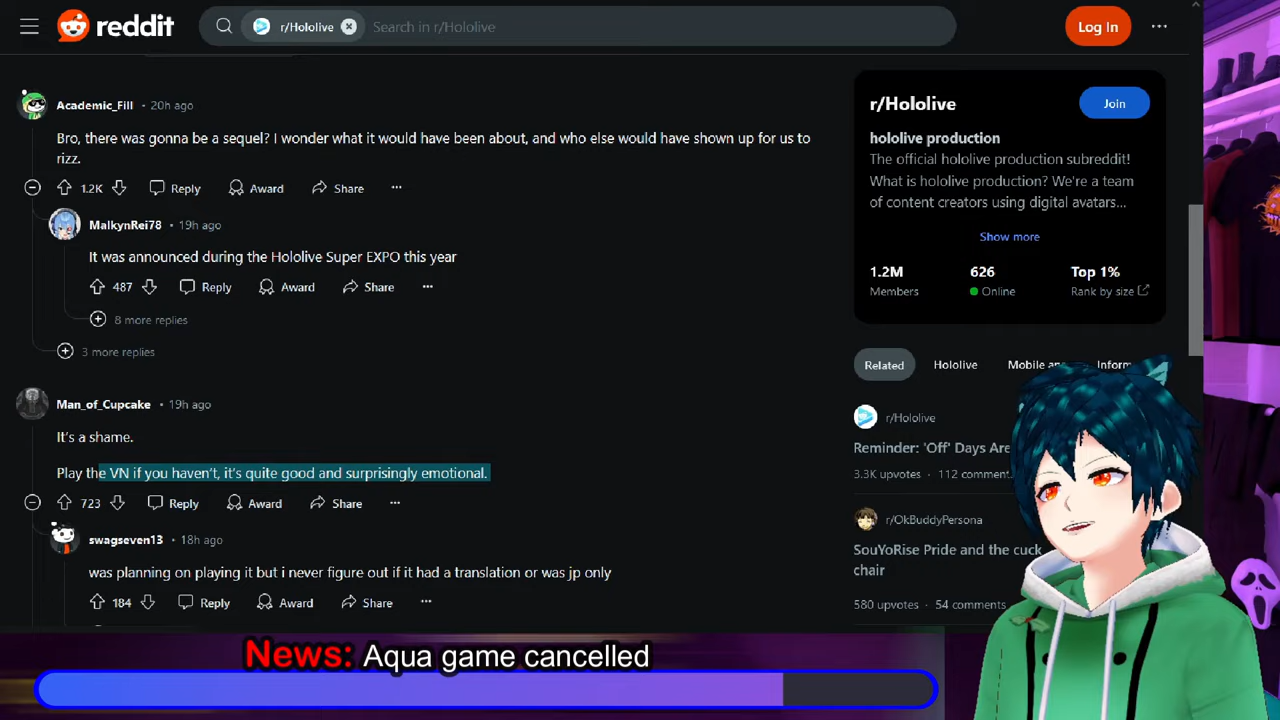 reddit
r/Hololive
Search in r/Hololive
Log In
Academic_Fill • 20h ago
Bro, there was gonna be a sequel? I wonder what it would have been about, and who else would have shown up for us to
rizz.
1.2K Reply Award Share
MalkynRei78 • 19h ago
It was announced during the Hololive Super EXPO this year
487 Reply Award Share
8 more replies
3 more replies
Man_of_Cupcake • 19h ago
It's a shame.
Play the VN if you haven't, it's quite good and surprisingly emotional.
723 Reply Award Share
swagseven13 • 18h ago
was planning on playing it but i never figure out if it had a translation or was jp only
184 Reply Award Share
r/Hololive
Join
hololive production
The official hololive production subreddit!
What is hololive production? We're a team
of content creators using digital avatars...
Show more
1.2M 626 Top 1%
Members Online Rank by size
Related Hololive Mobile Inform
r/Hololive
Reminder: 'Off' Days Are
3.3K upvotes • 112 comment
r/OkBuddyPersona
SouYoRise Pride and the cuck
chair
580 upvotes • 54 comments
News: Aqua game cancelled